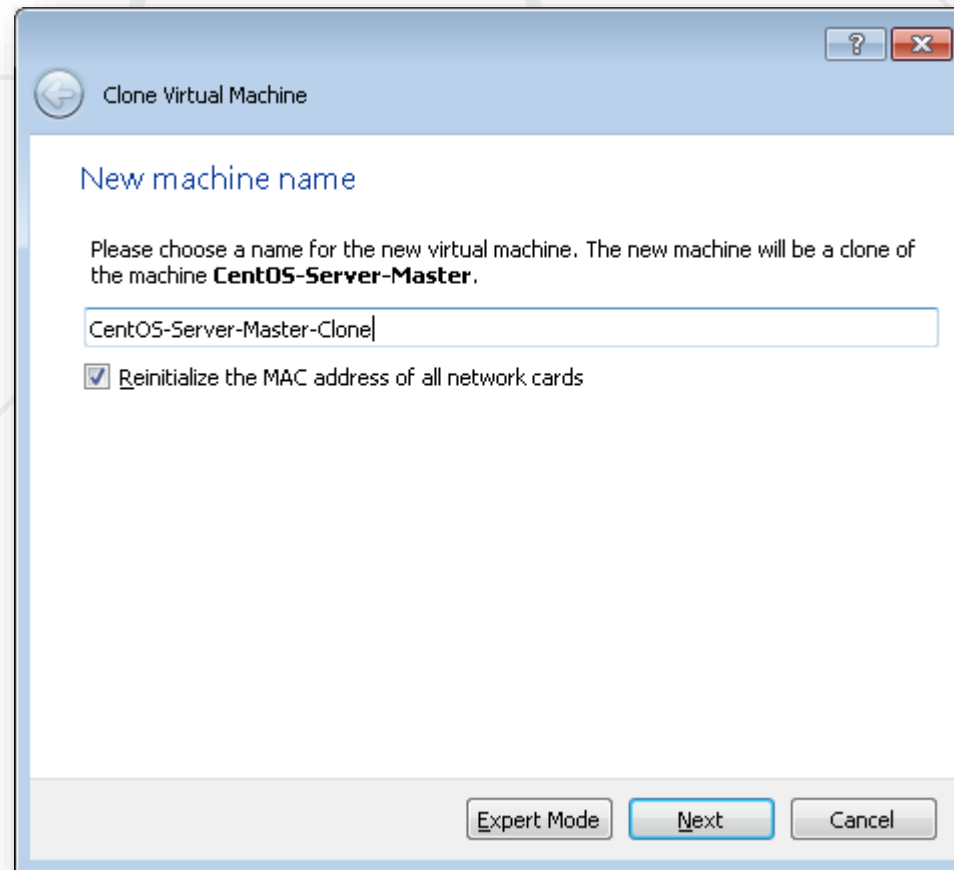 Clone Virtual Machine
New machine name
Please choose a name for the new virtual machine. The new machine will be a clone of
the machine CentOS-Server-Master.
CentOS-Server-Master-Clone
Reinitialize the MAC address of all network cards
Expert Mode Next Cancel